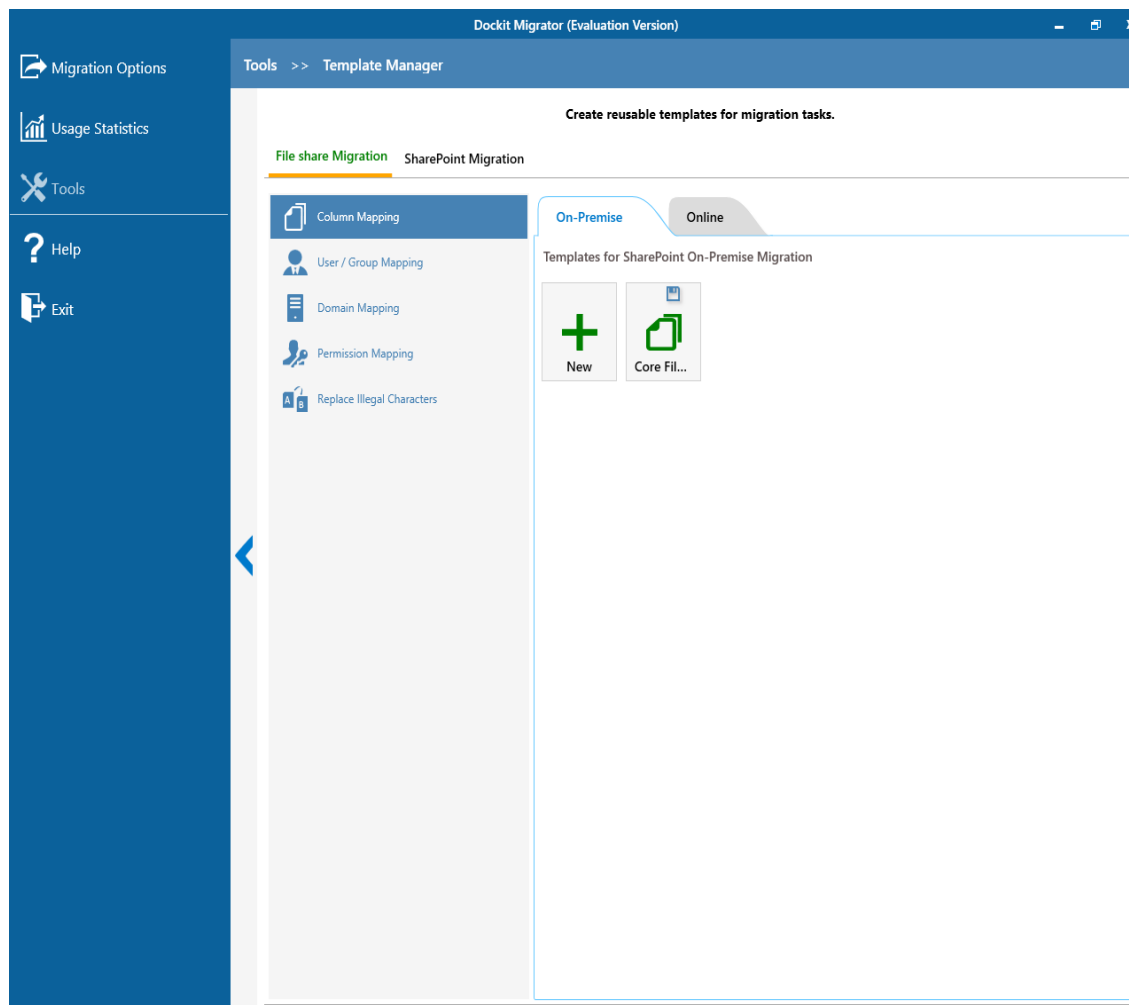 Dockit Migrator (Evaluation Version)
Migration Options
Usage Statistics
Tools
Help
Exit
Tools >> Template Manager
Create reusable templates for migration tasks.
File share Migration SharePoint Migration
Column Mapping
User / Group Mapping
Domain Mapping
Permission Mapping
A B Replace Illegal Characters
On-Premise Online
Templates for SharePoint On-Premise Migration
New Core Fil...